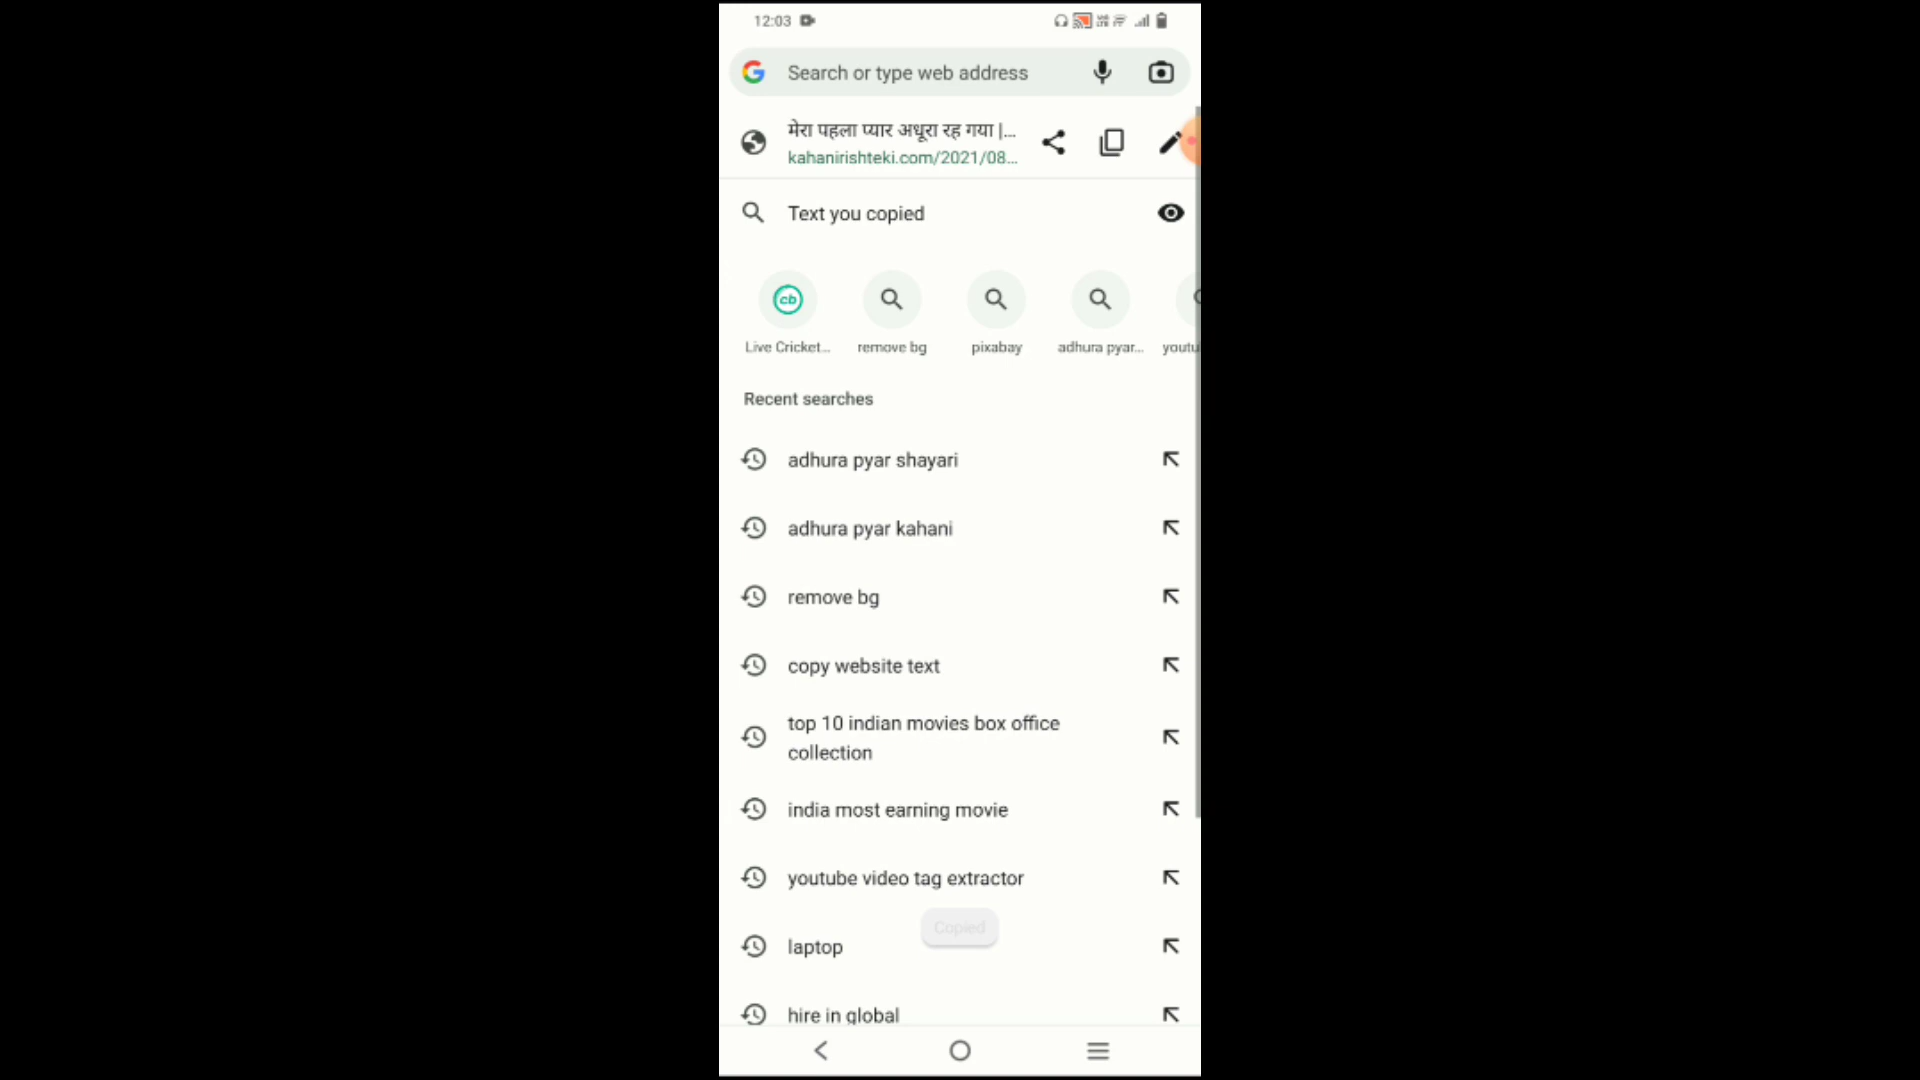 12:03
Search or type web address
मेरा पहला प्यार अधूरा रह गया |...
kahanirishteki.com/2021/08...
Text you copied
cb
Live Cricket...
remove bg
pixabay
adhura pyar...
youtu
Recent searches
adhura pyar shayari
adhura pyar kahani
remove bg
copy website text
top 10 indian movies box office
collection
india most earning movie
youtube video tag extractor
Copied
laptop
hire in global